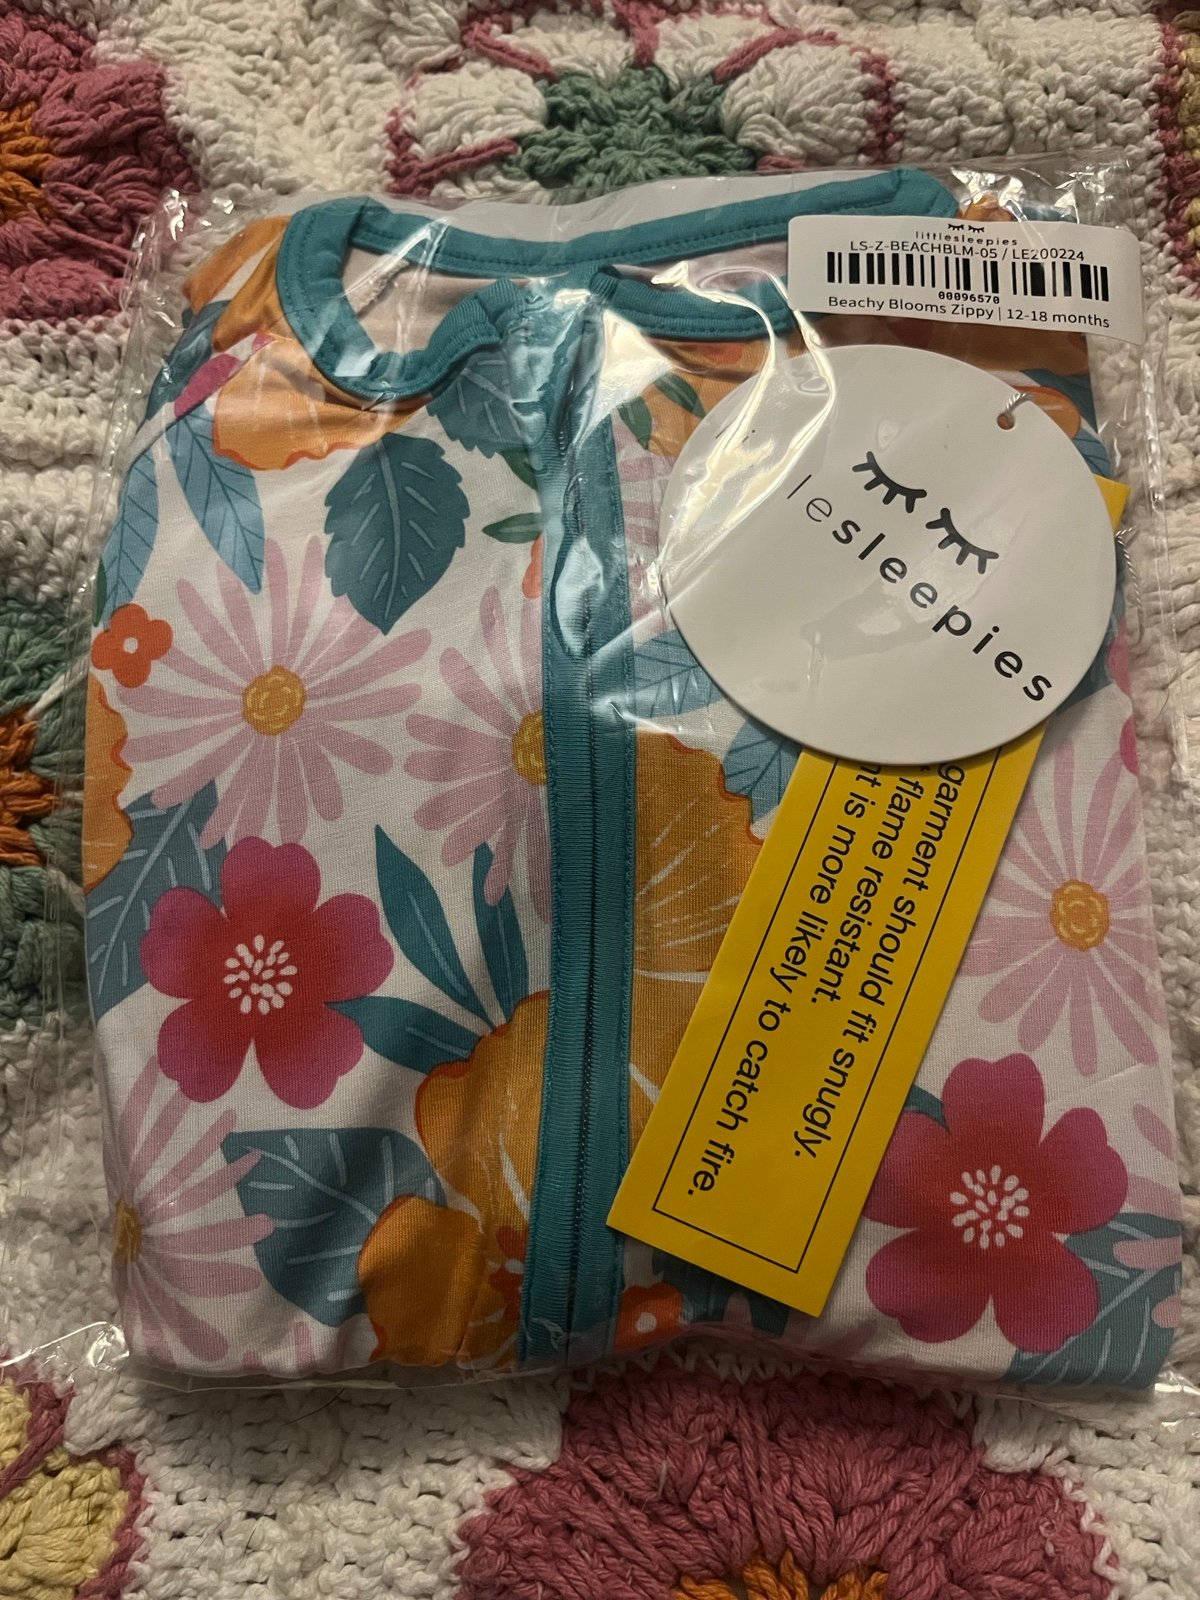 littlesleepies
LS-Z-BEACHBLM-05 / LE200224
00096570
Beachy Blooms Zippy | 12-18 months
lesleepies
garment should fit snugly.
flame resistant.
is more likely to catch fire.